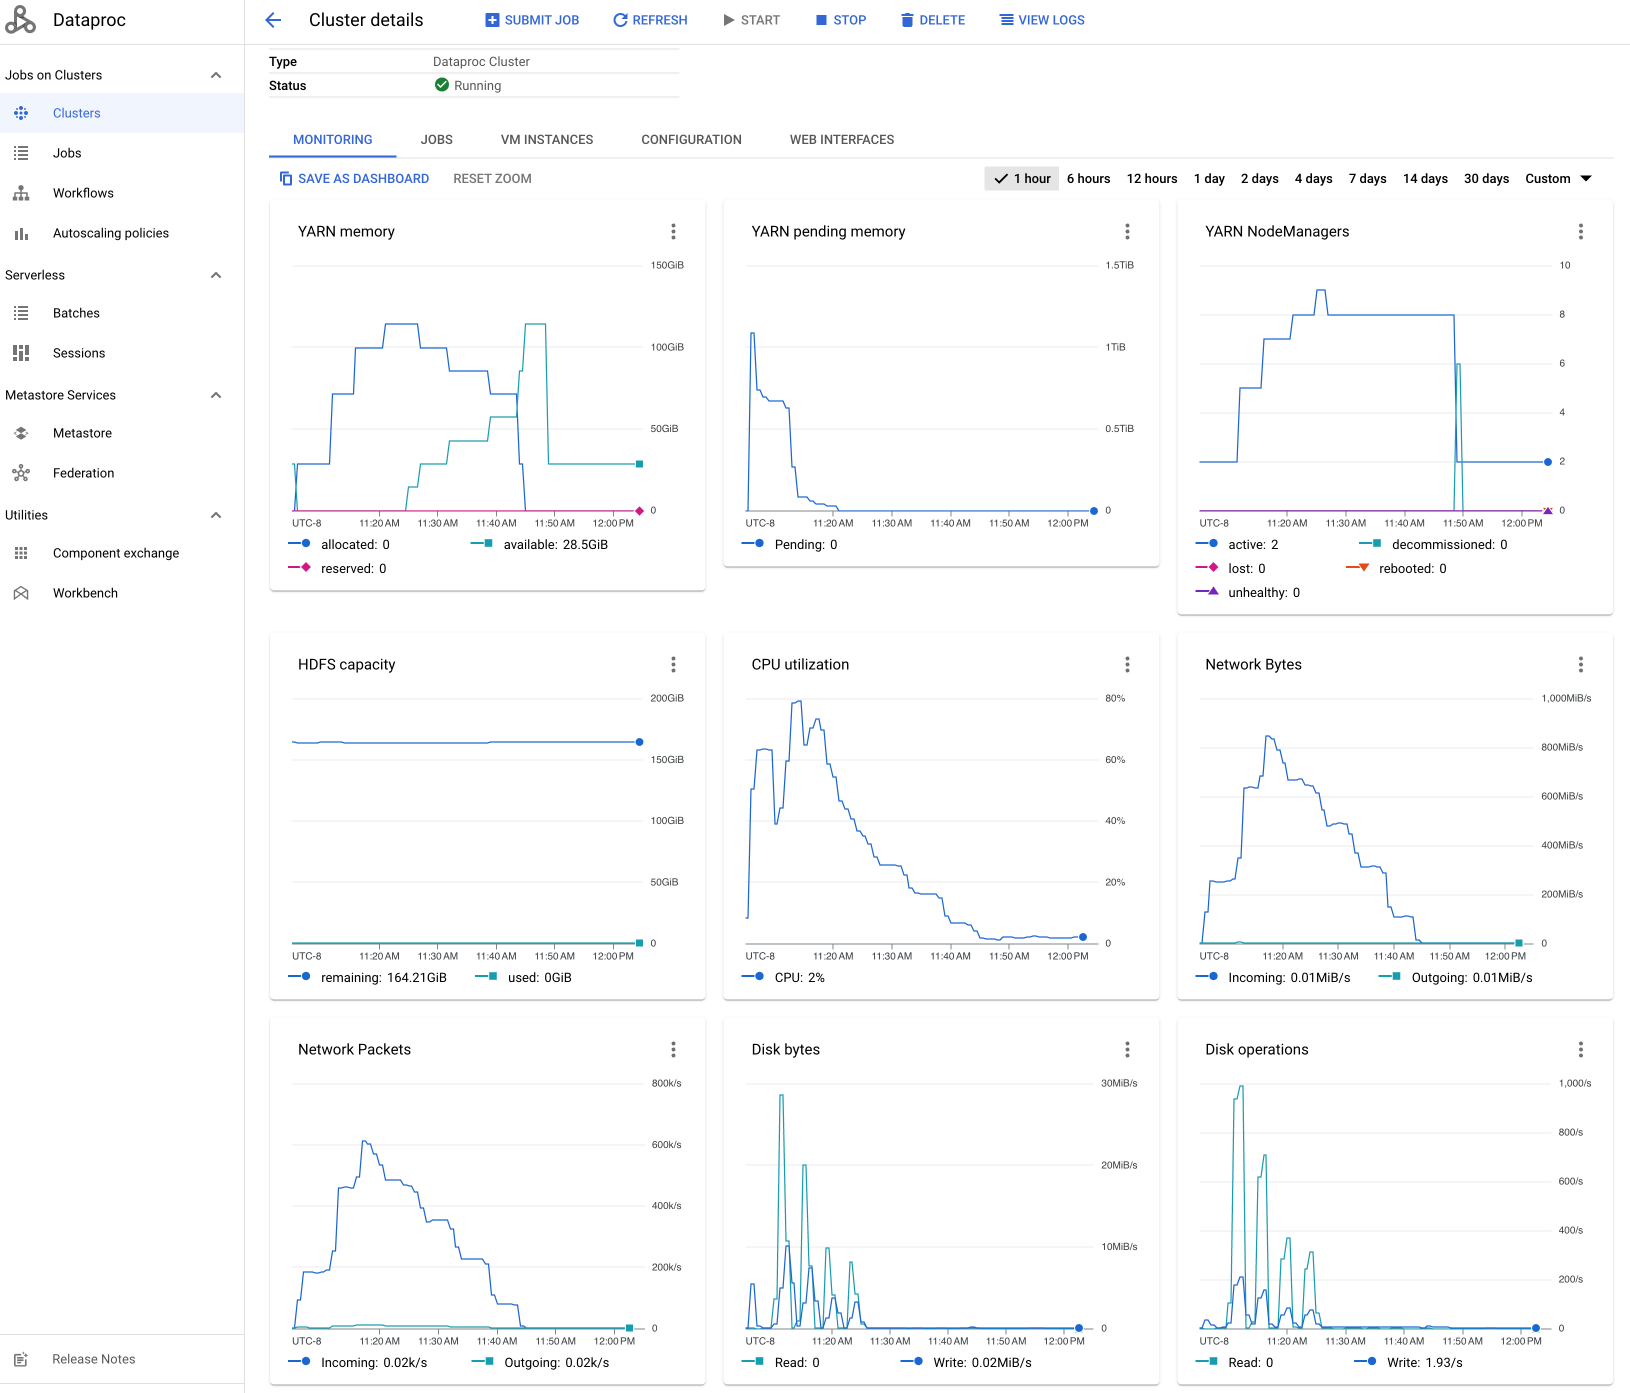 Dataproc
Cluster details
SUBMIT JOB
REFRESH
START
STOP
DELETE
VIEW LOGS
Jobs on Clusters
Clusters
Jobs
Workflows
Autoscaling policies
Serverless
Batches
Sessions
Metastore Services
Metastore
Federation
Utilities
Component exchange
Workbench
Release Notes
Type Dataproc Cluster
Status Running
MONITORING JOBS VM INSTANCES CONFIGURATION WEB INTERFACES
SAVE AS DASHBOARD RESET ZOOM
1 hour 6 hours 12 hours 1 day 2 days 4 days 7 days 14 days 30 days Custom
YARN memory
150GiB
100GiB
50GiB
0
UTC-8 11:20 AM 11:30 AM 11:40 AM 11:50 AM 12:00 PM
allocated: 0 available: 28.5GiB
reserved: 0
YARN pending memory
1.5TiB
1TiB
0.5TiB
0
UTC-8 11:20 AM 11:30 AM 11:40 AM 11:50 AM 12:00 PM
Pending: 0
YARN NodeManagers
10
8
6
4
2
0
UTC-8 11:20 AM 11:30 AM 11:40 AM 11:50 AM 12:00 PM
active: 2 decommissioned: 0
lost: 0 rebooted: 0
unhealthy: 0
HDFS capacity
200GiB
150GiB
100GiB
50GiB
0
UTC-8 11:20 AM 11:30 AM 11:40 AM 11:50 AM 12:00 PM
remaining: 164.21GiB used: 0GiB
CPU utilization
80%
60%
40%
20%
0
UTC-8 11:20 AM 11:30 AM 11:40 AM 11:50 AM 12:00 PM
CPU: 2%
Network Bytes
1,000MiB/s
800MiB/s
600MiB/s
400MiB/s
200MiB/s
0
UTC-8 11:20 AM 11:30 AM 11:40 AM 11:50 AM 12:00 PM
Incoming: 0.01MiB/s Outgoing: 0.01MiB/s
Network Packets
800k/s
600k/s
400k/s
200k/s
0
UTC-8 11:20 AM 11:30 AM 11:40 AM 11:50 AM 12:00 PM
Incoming: 0.02k/s Outgoing: 0.02k/s
Disk bytes
30MiB/s
20MiB/s
10MiB/s
0
UTC-8 11:20 AM 11:30 AM 11:40 AM 11:50 AM 12:00 PM
Read: 0 Write: 0.02MiB/s
Disk operations
1,000/s
800/s
600/s
400/s
200/s
0
UTC-8 11:20 AM 11:30 AM 11:40 AM 11:50 AM 12:00 PM
Read: 0 Write: 1.93/s